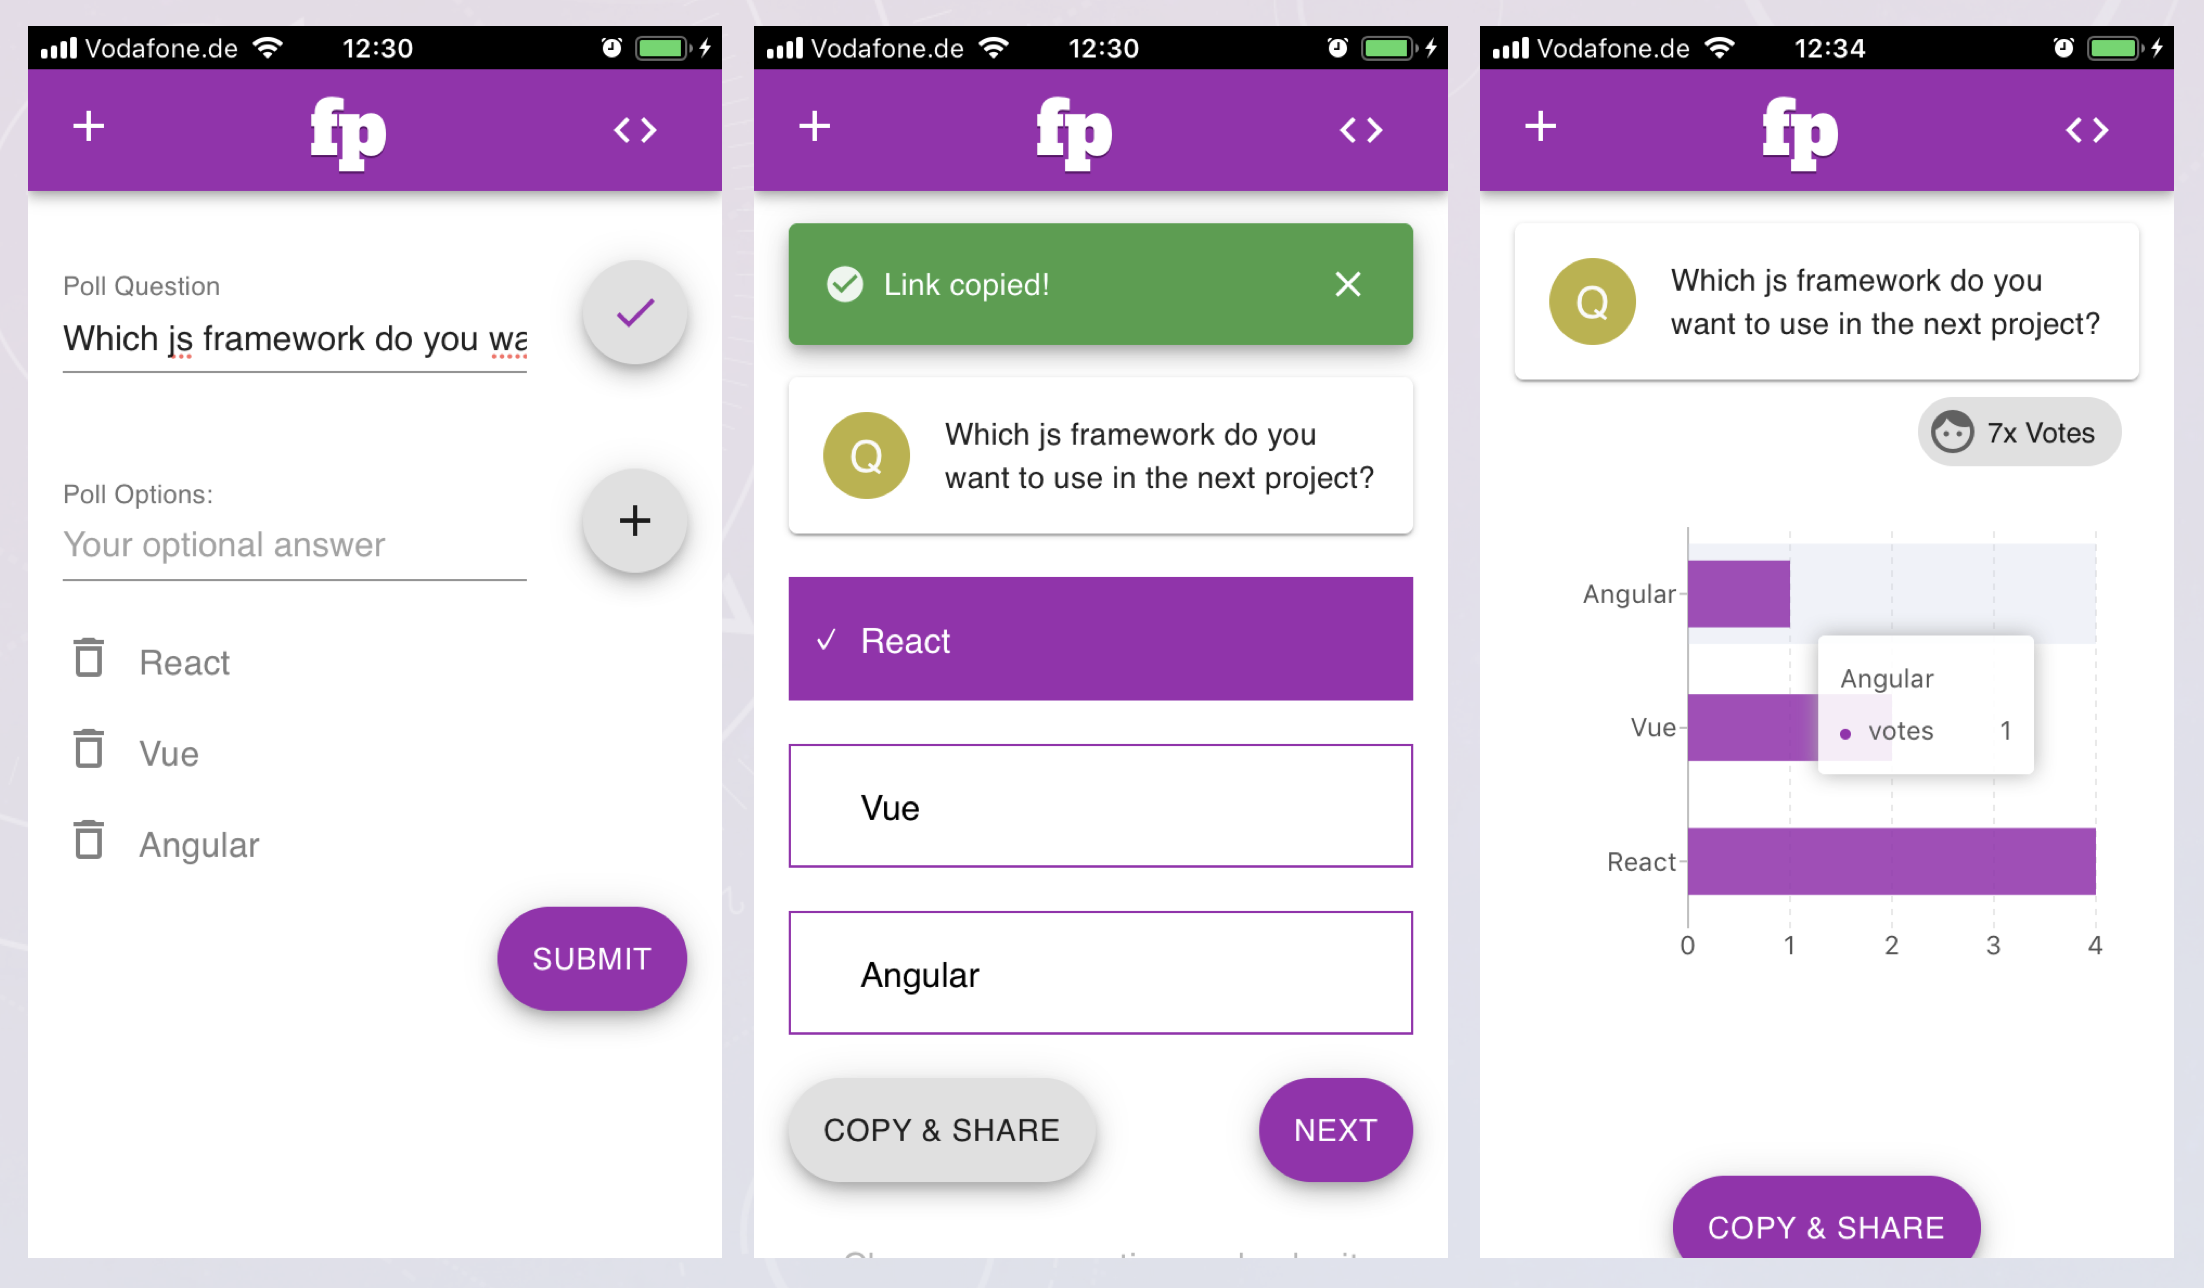 Vodafone.de 12:30
fp
Poll Question
Which js framework do you wa
Poll Options:
Your optional answer
React
Vue
Angular
SUBMIT
Vodafone.de 12:30
fp
Link copied!
Q
Which js framework do you
want to use in the next project?
React
Vue
Angular
COPY & SHARE
NEXT
Vodafone.de 12:34
fp
Q
Which js framework do you
want to use in the next project?
7x Votes
Angular
Angular
votes 1
Vue
React
0 1 2 3 4
COPY & SHARE